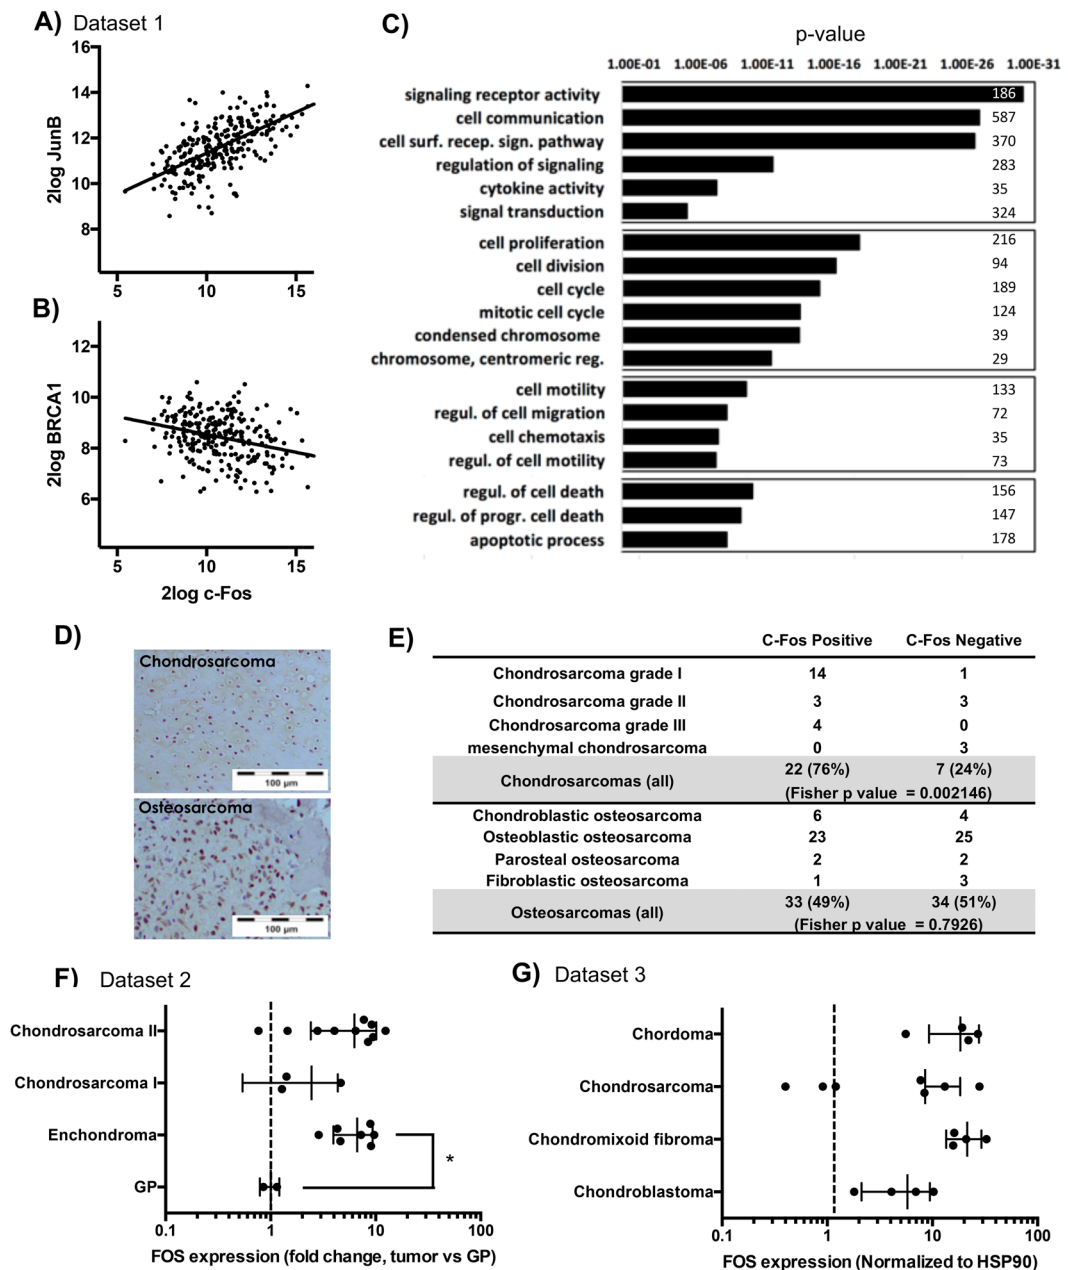 A) Dataset 1
16
14
12
10
8
2log JunB
5 10 15
B)
12
10
8
6
2log BRCA1
5 10 15
2log c-Fos
C)
p-value
1.00E-01 1.00E-06 1.00E-11 1.00E-16 1.00E-21 1.00E-26 1.00E-31
signaling receptor activity 186
cell communication 587
cell surf. recep. sign. pathway 370
regulation of signaling 283
cytokine activity 35
signal transduction 324
cell proliferation 216
cell division 94
cell cycle 189
mitotic cell cycle 124
condensed chromosome 39
chromosome, centromeric reg. 29
cell motility 133
regul. of cell migration 72
cell chemotaxis 35
regul. of cell motility 73
regul. of cell death 156
regul. of progr. cell death 147
apoptotic process 178
D)
Chondrosarcoma
100 µm
Osteosarcoma
100 µm
E)
C-Fos Positive C-Fos Negative
Chondrosarcoma grade I 14 1
Chondrosarcoma grade II 3 3
Chondrosarcoma grade III 4 0
mesenchymal chondrosarcoma 0 3
Chondrosarcomas (all) 22 (76%) 7 (24%)
(Fisher p value = 0.002146)
Chondroblastic osteosarcoma 6 4
Osteoblastic osteosarcoma 23 25
Parosteal osteosarcoma 2 2
Fibroblastic osteosarcoma 1 3
Osteosarcomas (all) 33 (49%) 34 (51%)
(Fisher p value = 0.7926)
F) Dataset 2
Chondrosarcoma II
Chondrosarcoma I
Enchondroma
*
GP
0.1 1 10 100
FOS expression (fold change, tumor vs GP)
G) Dataset 3
Chordoma
Chondrosarcoma
Chondromixoid fibroma
Chondroblastoma
0.1 1 10 100
FOS expression (Normalized to HSP90)